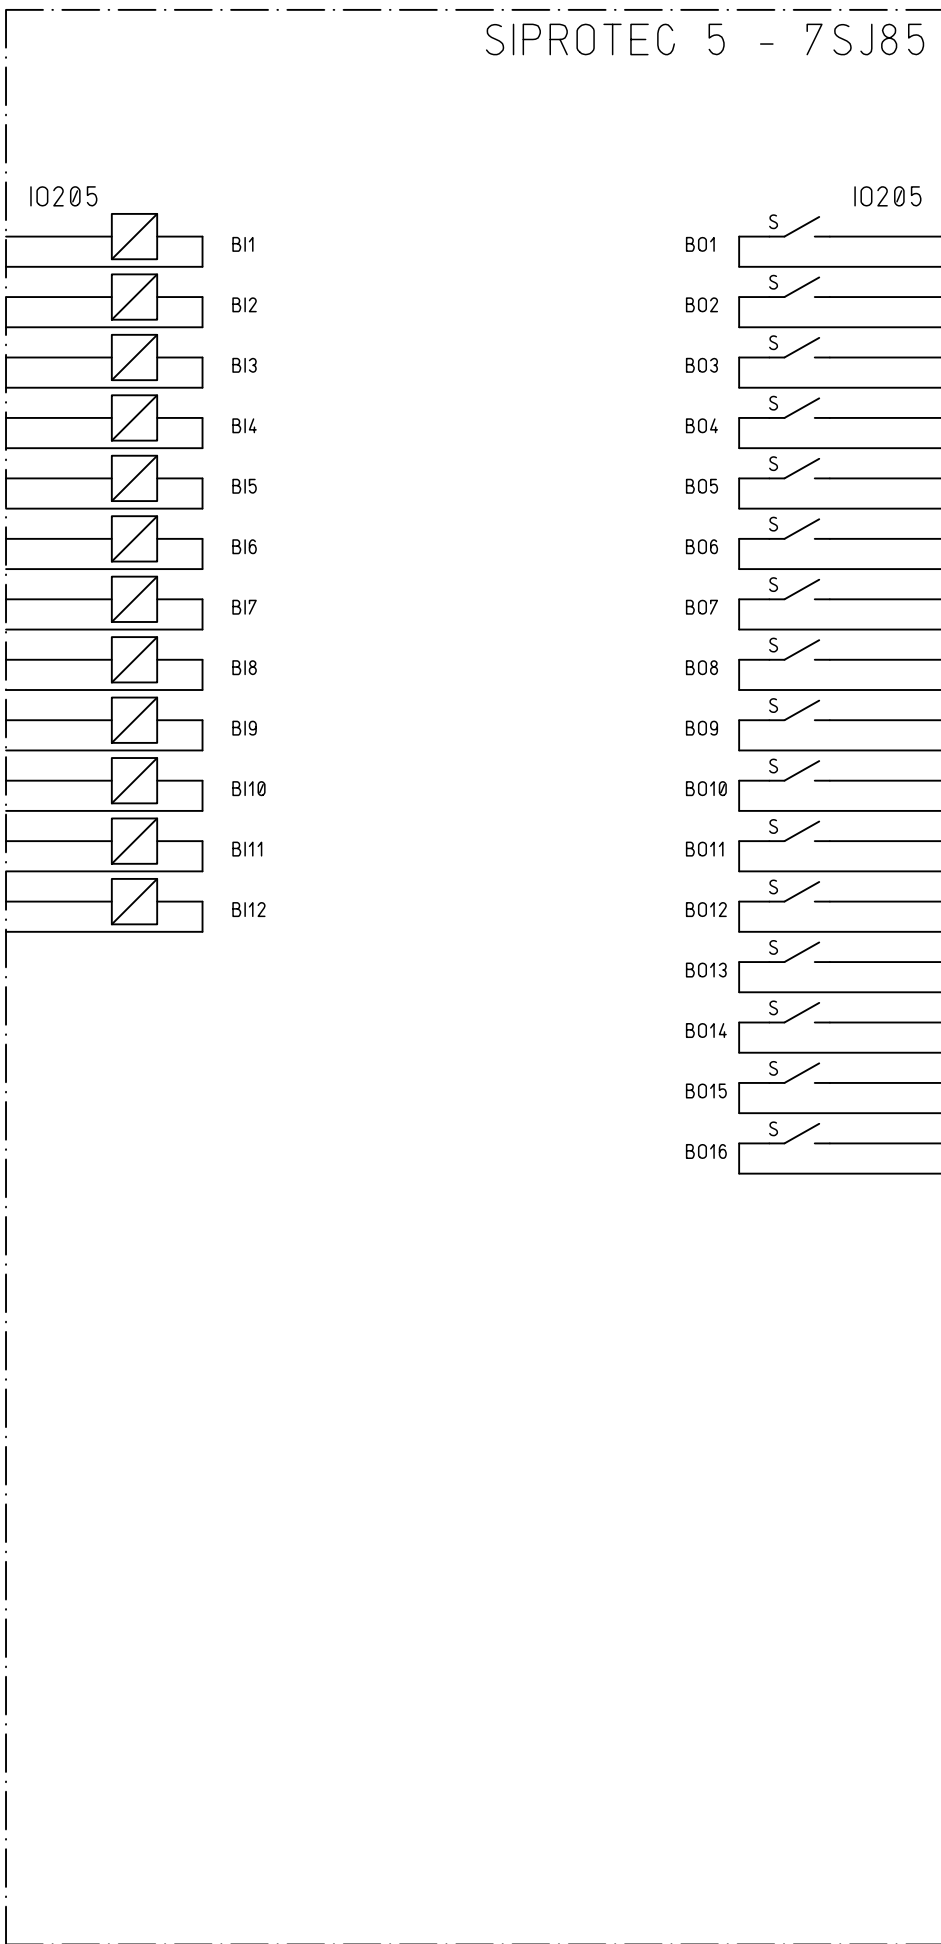 SIPROTEC 5 - 7SJ85
IO205 IO205
S
BI1 BO1
S
BI2 BO2
S
BI3 BO3
S
BI4 BO4
S
BI5 BO5
S
BI6 BO6
S
BI7 BO7
S
BI8 BO8
S
BI9 BO9
S
BI10 BO10
S
BI11 BO11
S
BI12 BO12
S
BO13
S
BO14
S
BO15
S
BO16